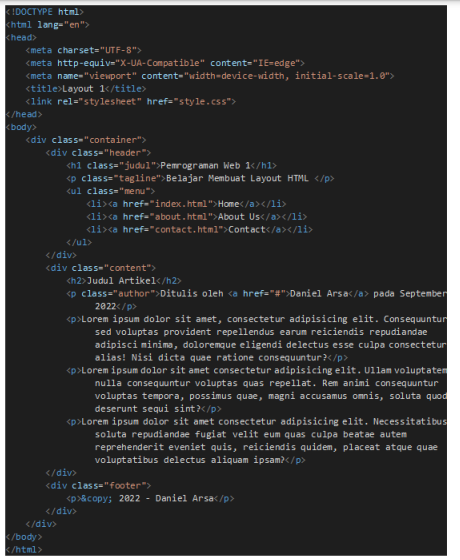 <!DOCTYPE html>
<html lang="en">
<head>
    <meta charset="UTF-8">
    <meta http-equiv="X-UA-Compatible" content="IE=edge">
    <meta name="viewport" content="width=device-width, initial-scale=1.0">
    <title>Layout 1</title>
    <link rel="stylesheet" href="style.css">
</head>
<body>
    <div class="container">
        <div class="header">
            <h1 class="judul">Pemrograman Web 1</h1>
            <p class="tagline">Belajar Membuat Layout HTML </p>
            <ul class="menu">
                <li><a href="index.html">Home</a></li>
                <li><a href="about.html">About Us</a></li>
                <li><a href="contact.html">Contact</a></li>
            </ul>
        </div>
        <div class="content">
            <h2>Judul Artikel</h2>
            <p class="author">Ditulis oleh <a href="#">Daniel Arsa</a> pada September
                2022</p>
            <p>Lorem ipsum dolor sit amet, consectetur adipisicing elit. Consequuntur
                sed voluptas provident repellendus earum reiciendis repudiandae
                adipisci minima, doloremque eligendi delectus esse culpa consectetur
                alias! Nisi dicta quae ratione consequuntur?</p>
            <p>Lorem ipsum dolor sit amet consectetur adipisicing elit. Ullam voluptatem
                nulla consequuntur voluptas quas repellat. Rem animi consequuntur
                voluptas tempora, possimus quae, magni accusamus omnis, soluta quod
                deserunt sequi sint?</p>
            <p>Lorem ipsum dolor sit amet consectetur adipisicing elit. Necessitatibus
                soluta repudiandae fugiat velit eum quas culpa beatae autem
                reprehenderit eveniet quis, reiciendis quidem, placeat atque quae
                voluptatibus delectus aliquam ipsam?</p>
        </div>
        <div class="footer">
            <p>&copy; 2022 - Daniel Arsa</p>
        </div>
    </div>
</body>
</html>